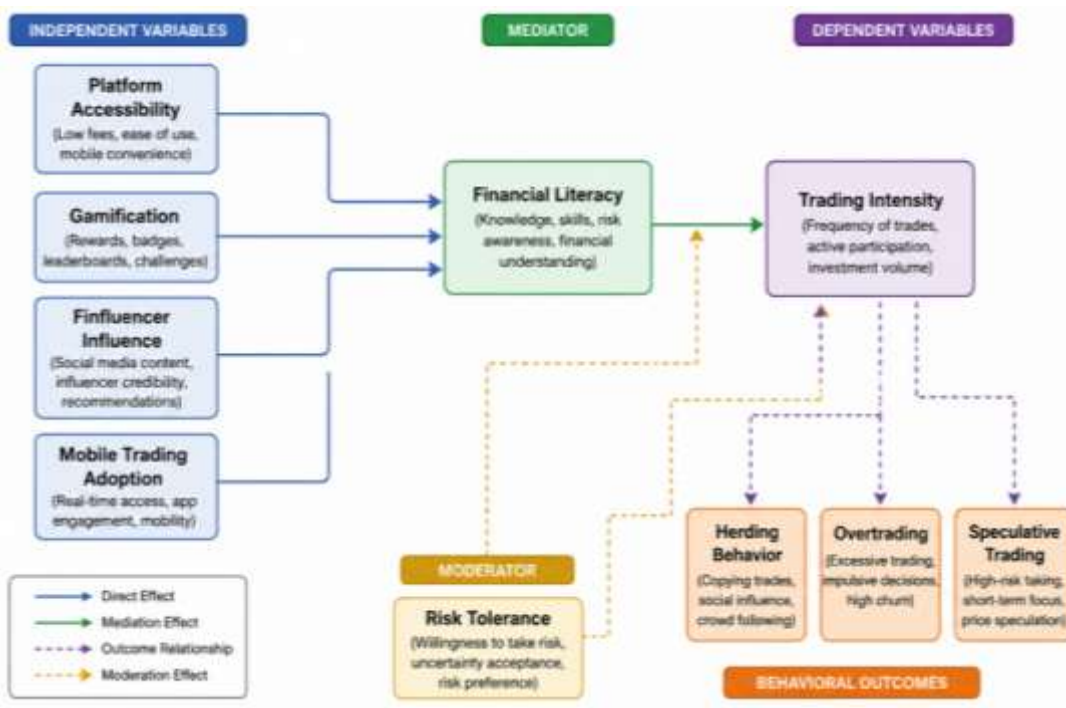 INDEPENDENT VARIABLES
MEDIATOR
DEPENDENT VARIABLES
Platform
Accessibility
(Low fees, ease of use,
mobile convenience)
Gamification
(Rewards, badges,
leaderboards, challenges)
Finfluencer
Influence
(Social media content,
influencer credibility,
recommendations)
Mobile Trading
Adoption
(Real-time access, app
engagement, mobility)
Financial Literacy
(Knowledge, skills, risk
awareness, financial
understanding)
Trading Intensity
(Frequency of trades,
active participation,
investment volume)
MODERATOR
Risk Tolerance
(Willingness to take risk,
uncertainty acceptance,
risk preference)
Herding
Behavior
(Copying trades,
social influence,
crowd following)
Overtrading
(Excessive trading,
impulsive decisions,
high churn)
Speculative
Trading
(High-risk taking,
short-term focus,
price speculation)
BEHAVIORAL OUTCOMES
Direct Effect
Mediation Effect
Outcome Relationship
Moderation Effect